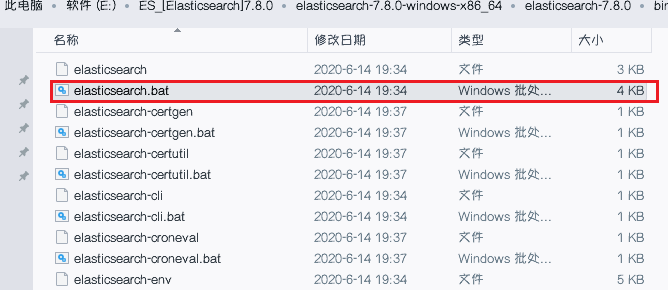 此电脑 • 软件 (E:) • ES_[Elasticsearch]7.8.0 • elasticsearch-7.8.0-windows-x86_64 • elasticsearch-7.8.0 • bin
名称 修改日期 类型 大小
elasticsearch 2020-6-14 19:34 文件 3 KB
elasticsearch.bat 2020-6-14 19:34 Windows 批处... 4 KB
elasticsearch-certgen 2020-6-14 19:37 文件 1 KB
elasticsearch-certgen.bat 2020-6-14 19:37 Windows 批处... 1 KB
elasticsearch-certutil 2020-6-14 19:37 文件 1 KB
elasticsearch-certutil.bat 2020-6-14 19:37 Windows 批处... 1 KB
elasticsearch-cli 2020-6-14 19:34 文件 1 KB
elasticsearch-cli.bat 2020-6-14 19:34 Windows 批处... 1 KB
elasticsearch-croneval 2020-6-14 19:37 文件 1 KB
elasticsearch-croneval.bat 2020-6-14 19:37 Windows 批处... 1 KB
elasticsearch-env 2020-6-14 19:34 文件 5 KB